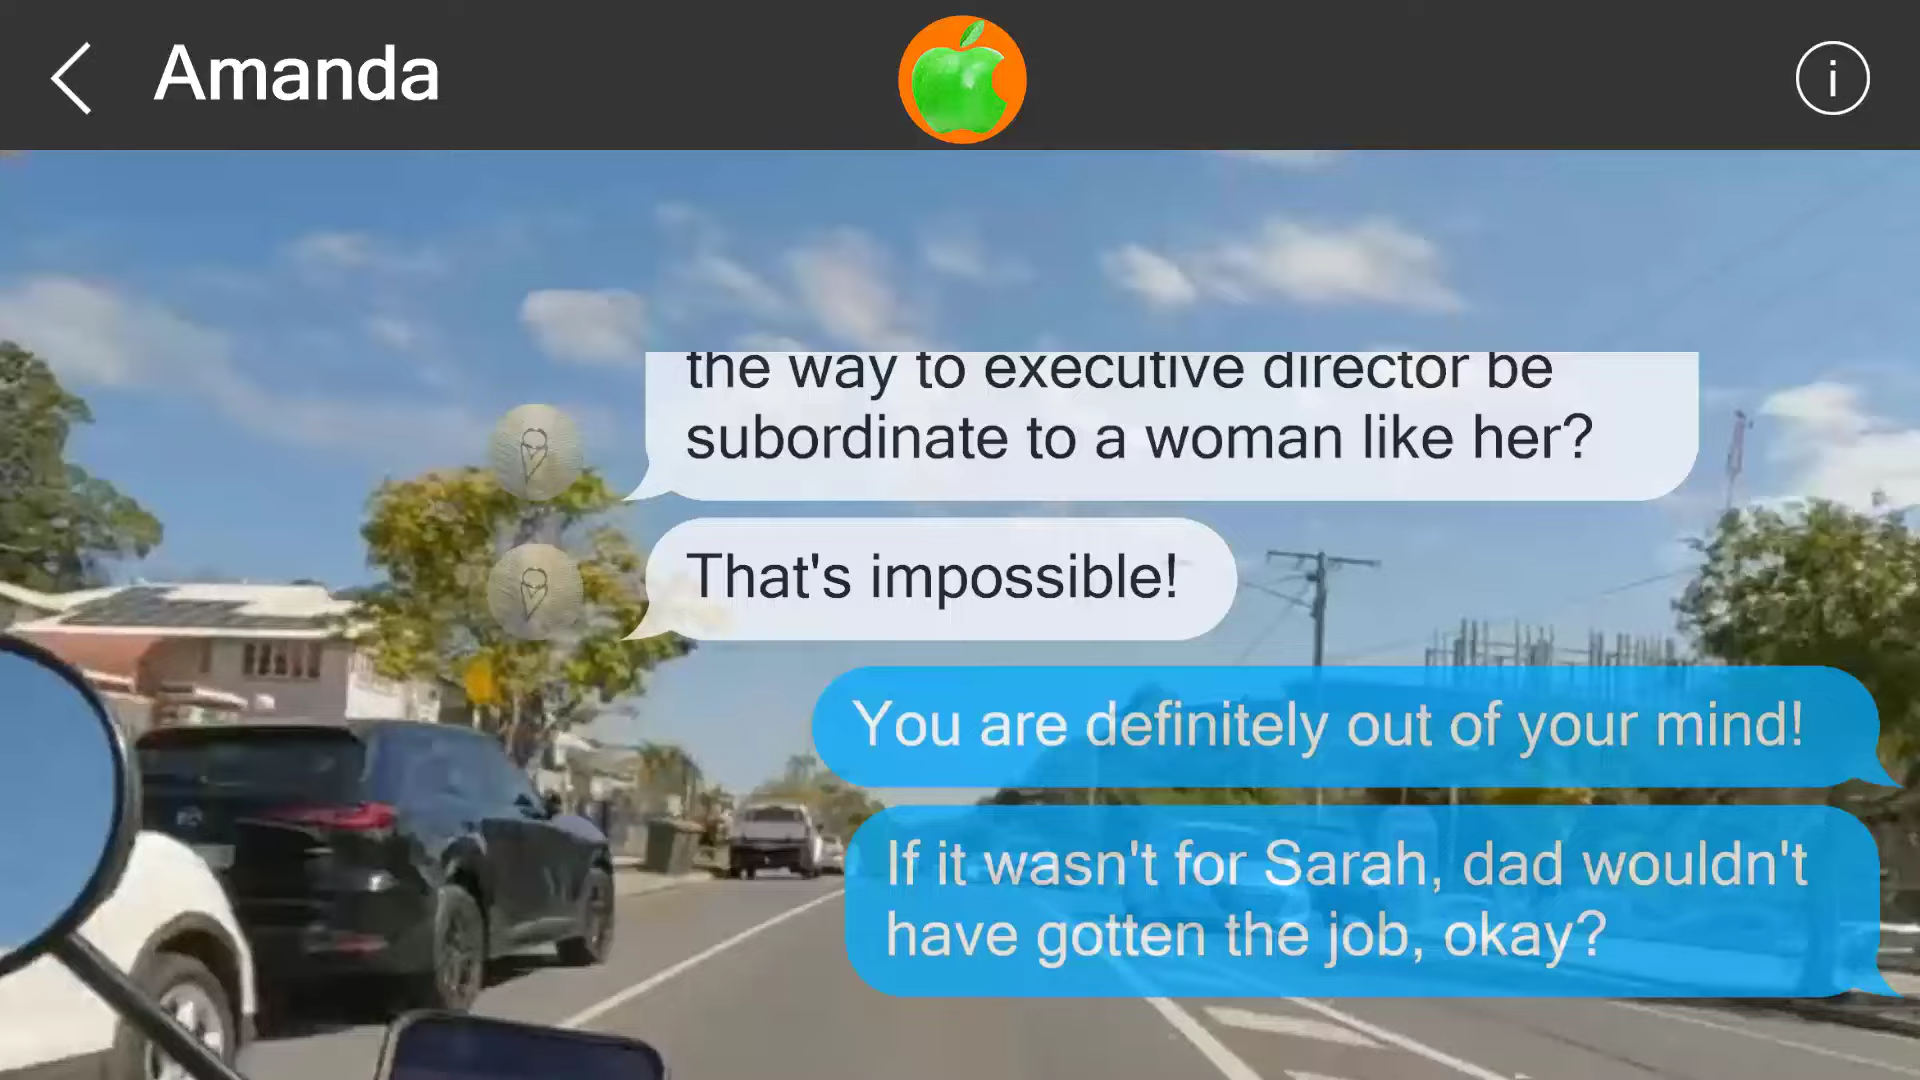 Amanda
the way to executive director be
subordinate to a woman like her?
That's impossible!
You are definitely out of your mind!
If it wasn't for Sarah, dad wouldn't
have gotten the job, okay?